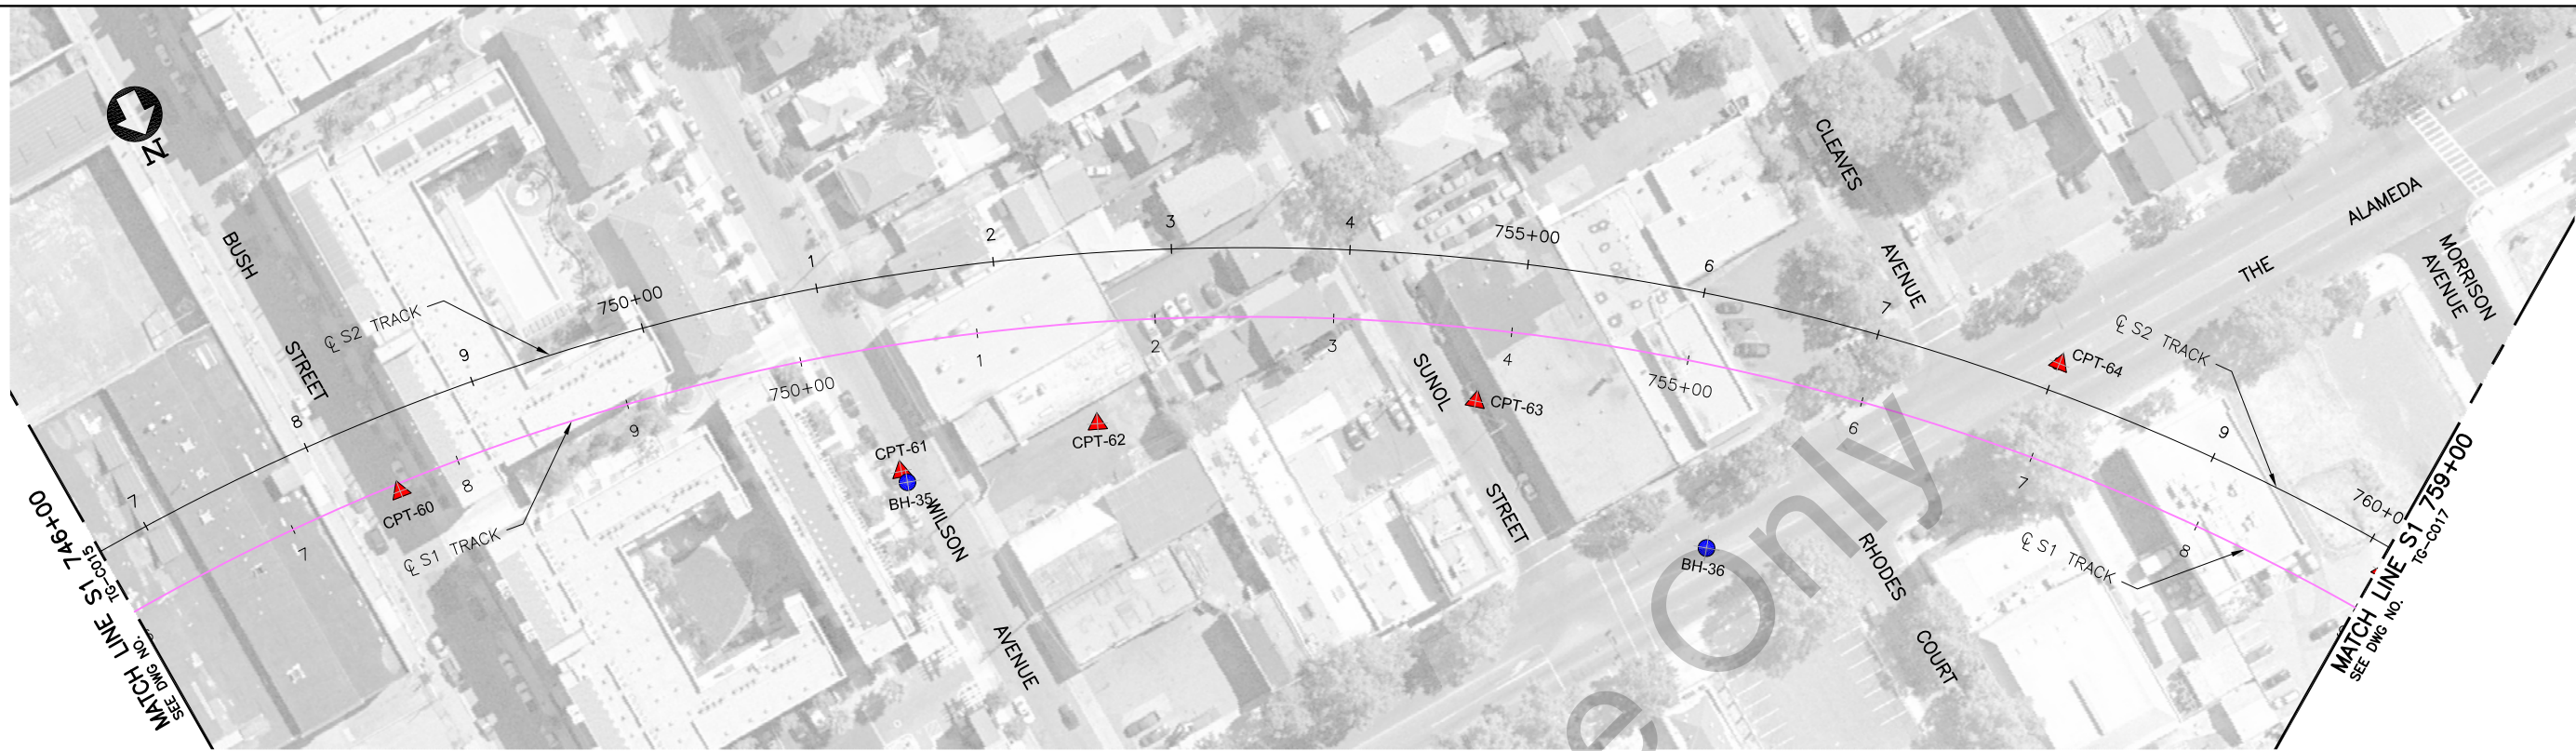 N
BUSH
STREET
℄ S2 TRACK
℄ S1 TRACK
7
8
9
750+00
1
2
3
4
755+00
6
7
9
760+0
7
8
9
750+00
1
2
3
4
755+00
6
7
8
CPT-60
CPT-61
BH-35
WILSON
AVENUE
CPT-62
SUNOL
STREET
CPT-63
BH-36
CLEAVES
AVENUE
RHODES
COURT
CPT-64
THE
ALAMEDA
MORRISON
AVENUE
℄ S2 TRACK
℄ S1 TRACK
MATCH LINE S1 746+00
SEE DWG NO. TG-C015
MATCH LINE S1 759+00
SEE DWG NO. TG-C017
e Only